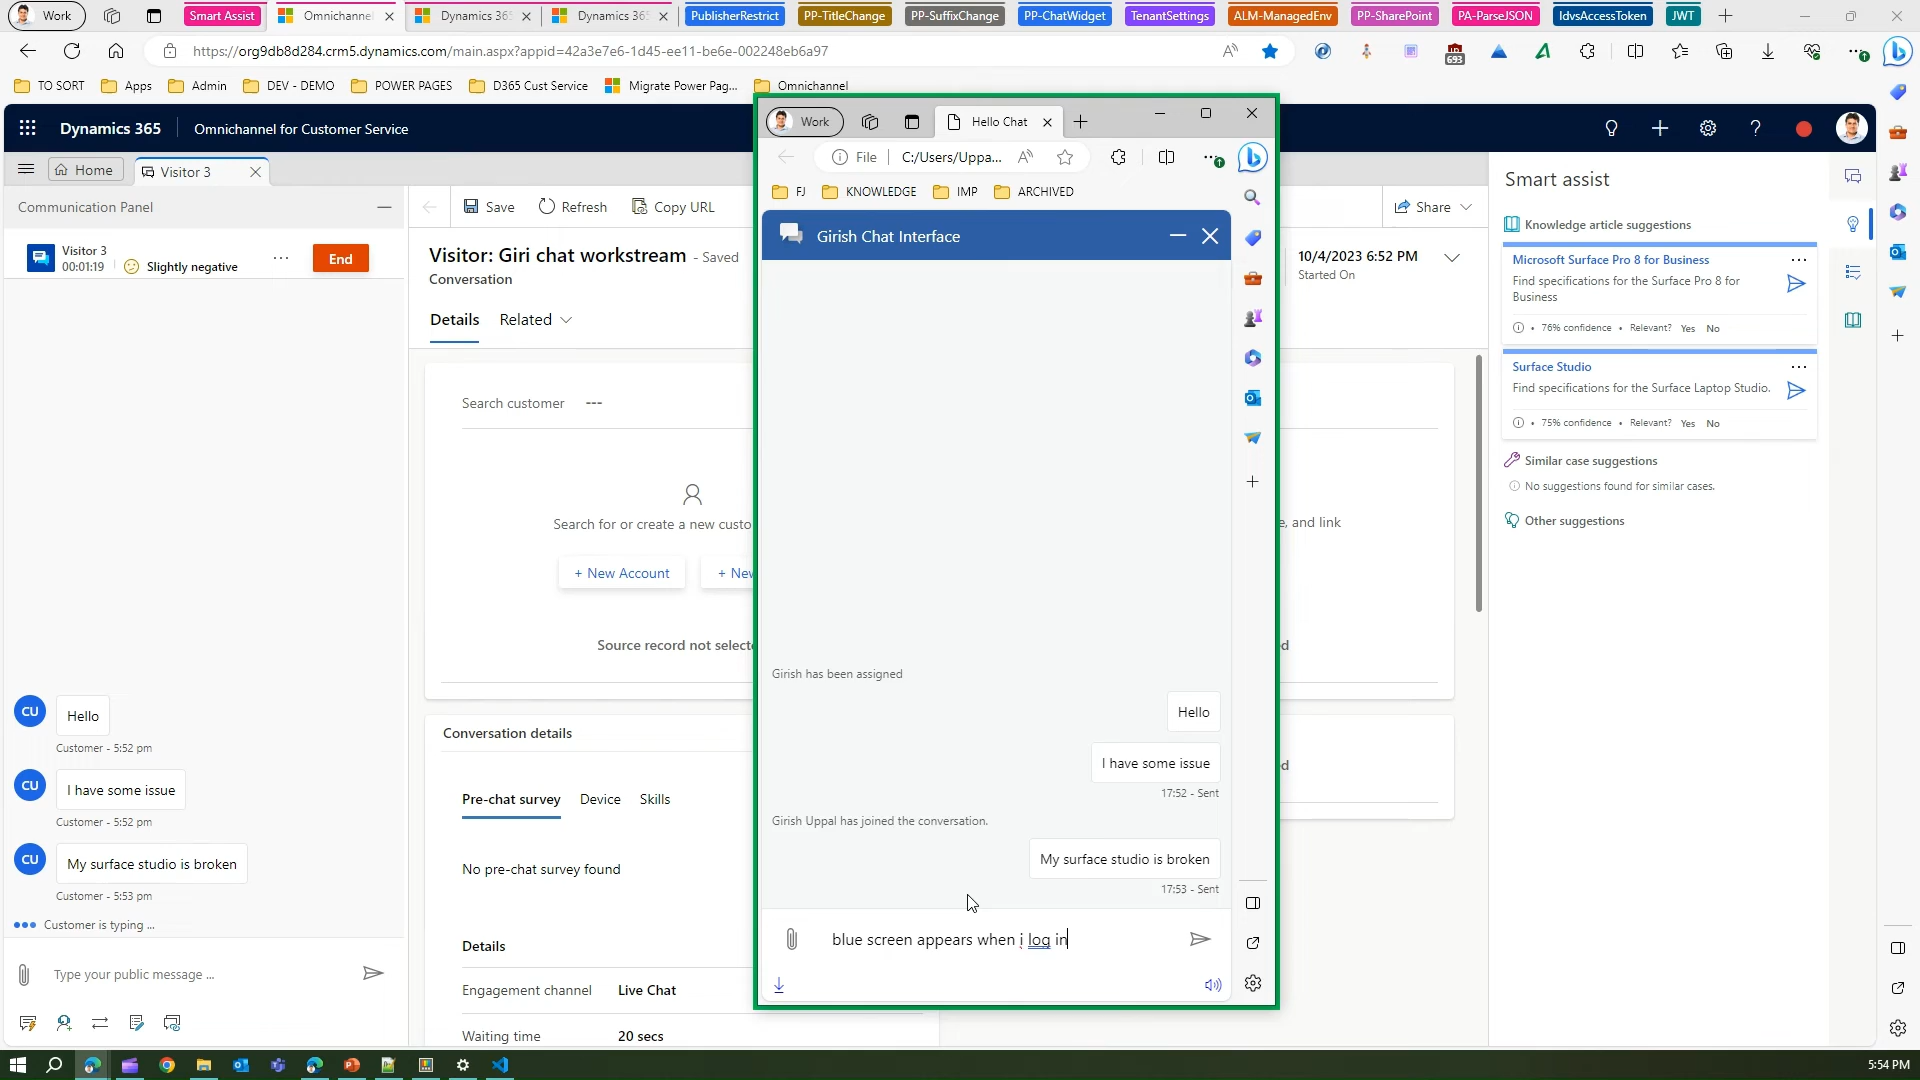 Work
Smart Assist
Omnichannel
Dynamics 365
Dynamics 365
PublisherRestrict
PP-TitleChange
PP-SuffixChange
PP-ChatWidget
TenantSettings
ALM-ManagedEnv
PP-SharePoint
PA-ParseJSON
IdvsAccessToken
JWT
https://org9db8d284.crm5.dynamics.com/main.aspx?appid=42a3e7e6-1d45-ee11-be6e-002248eb6a97
693
TO SORT
Apps
Admin
DEV - DEMO
POWER PAGES
D365 Cust Service
Migrate Power Pag...
Omnichannel
Dynamics 365
Omnichannel for Customer Service
Home
Visitor 3
Communication Panel
Visitor 3
00:01:19
Slightly negative
End
Save
Refresh
Copy URL
Share
Visitor: Giri chat workstream - Saved
Conversation
10/4/2023 6:52 PM
Started On
Details
Related
Search customer
---
Search for or create a new custo
+ New Account
+ New
Source record not selecte
e, and link
d
Conversation details
d
Pre-chat survey
Device
Skills
No pre-chat survey found
Details
Engagement channel
Live Chat
Waiting time
20 secs
CU
Hello
Customer - 5:52 pm
CU
I have some issue
Customer - 5:52 pm
CU
My surface studio is broken
Customer - 5:53 pm
Customer is typing ...
Type your public message ...
Work
Hello Chat
File
C:/Users/Uppa...
FJ
KNOWLEDGE
IMP
ARCHIVED
Girish Chat Interface
Girish has been assigned
Hello
I have some issue
17:52 - Sent
Girish Uppal has joined the conversation.
My surface studio is broken
17:53 - Sent
blue screen appears when i log in
Smart assist
Knowledge article suggestions
Microsoft Surface Pro 8 for Business
Find specifications for the Surface Pro 8 for
Business
76% confidence • Relevant? Yes No
Surface Studio
Find specifications for the Surface Laptop Studio.
75% confidence • Relevant? Yes No
Similar case suggestions
No suggestions found for similar cases.
Other suggestions
5:54 PM